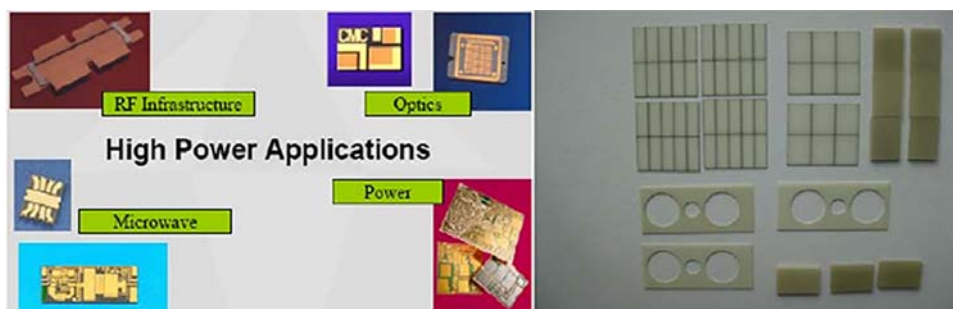 CMC
RF Infrastructure
Optics
High Power Applications
Power
Microwave